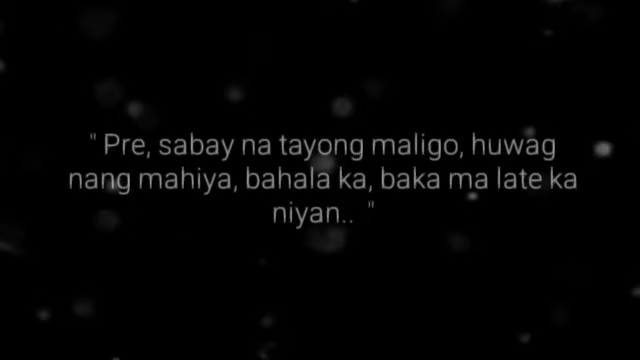 " Pre, sabay na tayong maligo, huwag
nang mahiya, bahala ka, baka ma late ka
niyan.. "